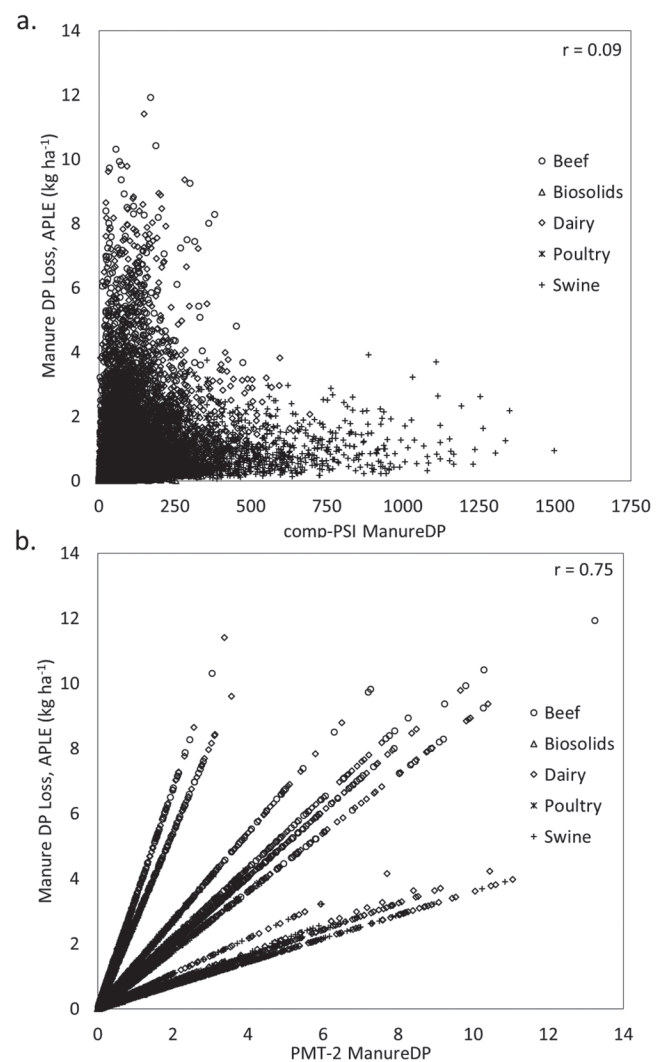 a.
r = 0.09
Manure DP Loss, APLE (kg ha⁻¹)
14
12
10
8
6
4
2
0
Beef
Biosolids
Dairy
Poultry
Swine
0 250 500 750 1000 1250 1500 1750
comp-PSI ManureDP
b.
r = 0.75
Manure DP Loss, APLE (kg ha⁻¹)
14
12
10
8
6
4
2
0
Beef
Biosolids
Dairy
Poultry
Swine
0 2 4 6 8 10 12 14
PMT-2 ManureDP